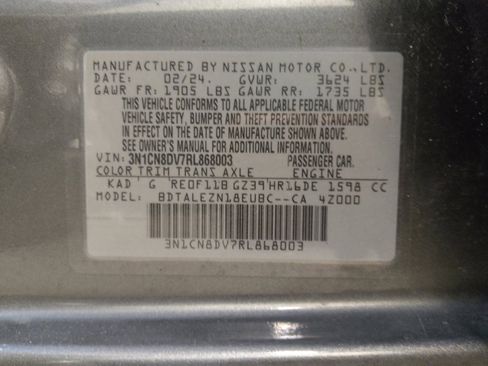 MANUFACTURED BY NISSAN MOTOR CO.,LTD.
DATE: 02/24. GVWR: 3624 LBS
GAWR FR: 1905 LBS GAWR RR: 1735 LBS
THIS VEHICLE CONFORMS TO ALL APPLICABLE FEDERAL MOTOR
VEHICLE SAFETY, BUMPER AND THEFT PREVENTION STANDARDS
IN EFFECT ON THE DATE OF MANUFACTURE SHOWN ABOVE.
SEE OWNER'S MANUAL FOR ADDITIONAL INFORMATION.
VIN: 3N1CN8DV7RL868003 PASSENGER CAR.
COLOR TRIM TRANS AXLE ENGINE
KAD G RE0F11B GZ39 HR16DE 1598 CC
MODEL: BDTALEZN18EU8C--CA 4Z000
3N1CN8DV7RL868003